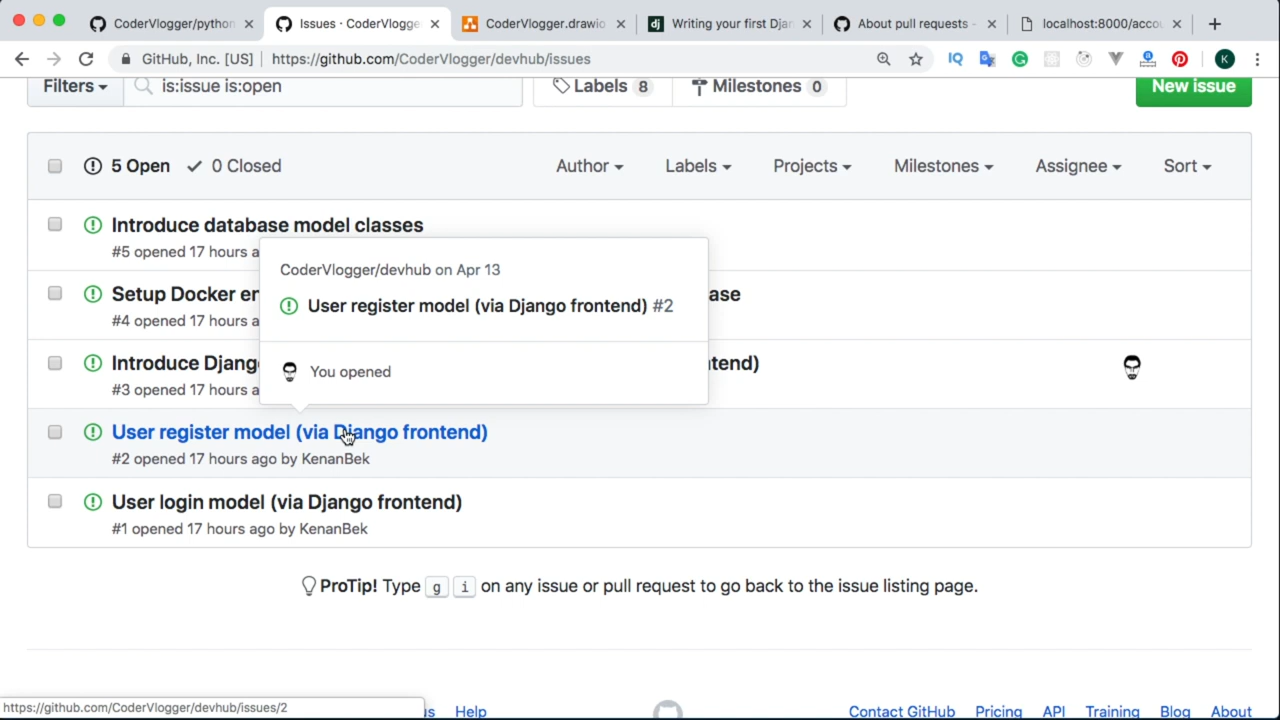 CoderVlogger/python
Issues · CoderVlogge
CoderVlogger.drawio
Writing your first Djan
About pull requests -
localhost:8000/accou
GitHub, Inc. [US]
https://github.com/CoderVlogger/devhub/issues
IQ
K
Filters
is:issue is:open
Labels 8
Milestones 0
New issue
5 Open
0 Closed
Author
Labels
Projects
Milestones
Assignee
Sort
Introduce database model classes
#5 opened 17 hours a
CoderVlogger/devhub on Apr 13
User register model (via Django frontend) #2
You opened
Setup Docker en
ase
#4 opened 17 hours a
Introduce Djang
tend)
#3 opened 17 hours a
User register model (via Django frontend)
#2 opened 17 hours ago by KenanBek
User login model (via Django frontend)
#1 opened 17 hours ago by KenanBek
ProTip! Type g i on any issue or pull request to go back to the issue listing page.
https://github.com/CoderVlogger/devhub/issues/2
us
Help
Contact GitHub
Pricing
API
Training
Blog
About